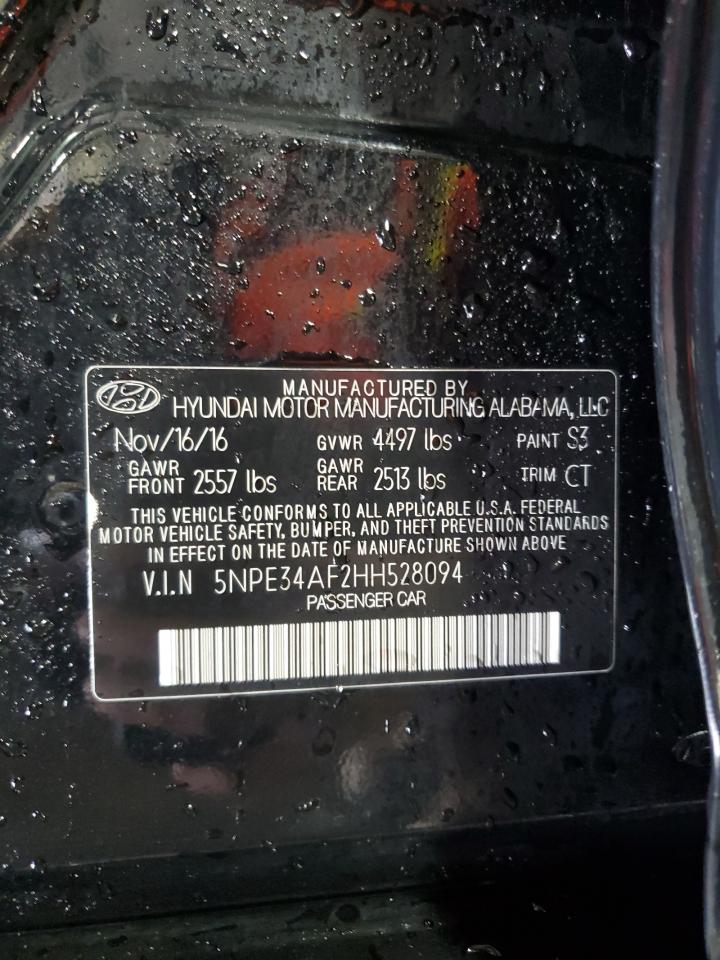 MANUFACTURED BY
HYUNDAI MOTOR MANUFACTURING ALABAMA, LLC
Nov/16/16 GVWR 4497 lbs PAINT S3
GAWR FRONT 2557 lbs GAWR REAR 2513 lbs TRIM CT
THIS VEHICLE CONFORMS TO ALL APPLICABLE U.S.A. FEDERAL
MOTOR VEHICLE SAFETY, BUMPER, AND THEFT PREVENTION STANDARDS
IN EFFECT ON THE DATE OF MANUFACTURE SHOWN ABOVE
V.I.N 5NPE34AF2HH528094
PASSENGER CAR